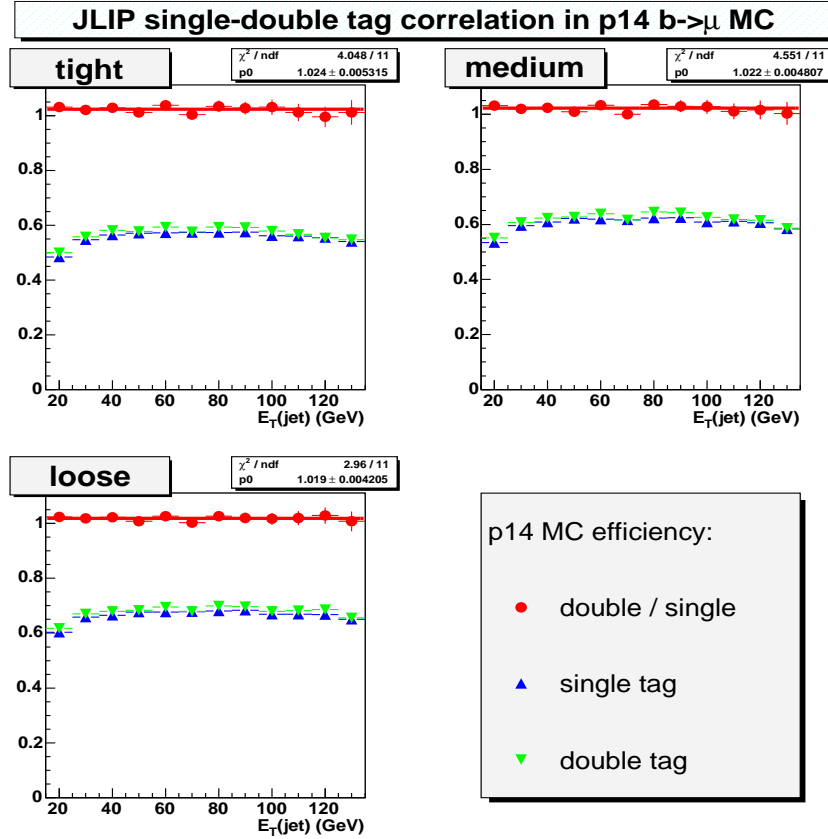 JLIP single-double tag correlation in p14 b->μ MC
tight
χ² / ndf 4.048 / 11
p0 1.024 ± 0.005315
1
0.8
0.6
0.4
0.2
0
20 40 60 80 100 120
E_T(jet) (GeV)
medium
χ² / ndf 4.551 / 11
p0 1.022 ± 0.004807
1
0.8
0.6
0.4
0.2
0
20 40 60 80 100 120
E_T(jet) (GeV)
loose
χ² / ndf 2.96 / 11
p0 1.019 ± 0.004205
1
0.8
0.6
0.4
0.2
0
20 40 60 80 100 120
E_T(jet) (GeV)
p14 MC efficiency:
double / single
single tag
double tag